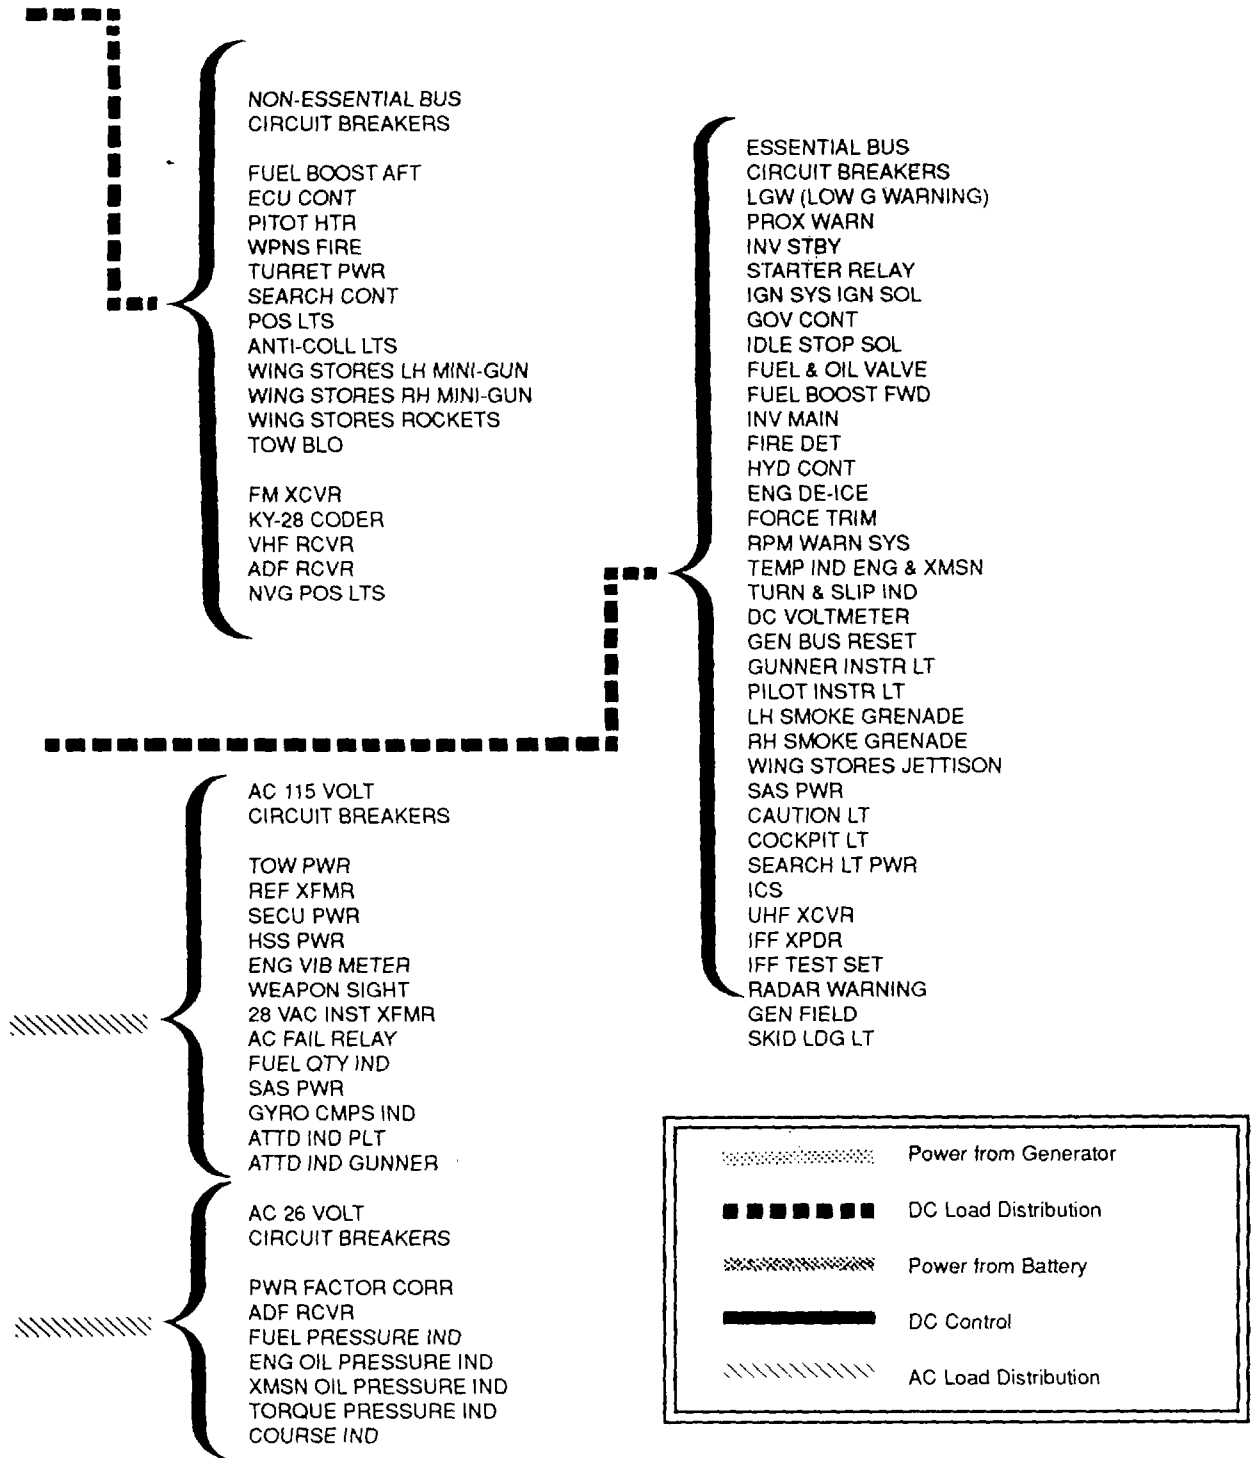 NON-ESSENTIAL BUS
CIRCUIT BREAKERS
FUEL BOOST AFT
ECU CONT
PITOT HTR
WPNS FIRE
TURRET PWR
SEARCH CONT
POS LTS
ANTI-COLL LTS
WING STORES LH MINI-GUN
WING STORES RH MINI-GUN
WING STORES ROCKETS
TOW BLO
FM XCVR
KY-28 CODER
VHF RCVR
ADF RCVR
NVG POS LTS
ESSENTIAL BUS
CIRCUIT BREAKERS
LGW (LOW G WARNING)
PROX WARN
INV STBY
STARTER RELAY
IGN SYS IGN SOL
GOV CONT
IDLE STOP SOL
FUEL & OIL VALVE
FUEL BOOST FWD
INV MAIN
FIRE DET
HYD CONT
ENG DE-ICE
FORCE TRIM
RPM WARN SYS
TEMP IND ENG & XMSN
TURN & SLIP IND
DC VOLTMETER
GEN BUS RESET
GUNNER INSTR LT
PILOT INSTR LT
LH SMOKE GRENADE
RH SMOKE GRENADE
WING STORES JETTISON
SAS PWR
CAUTION LT
COCKPIT LT
SEARCH LT PWR
ICS
UHF XCVR
IFF XPDR
IFF TEST SET
RADAR WARNING
GEN FIELD
SKID LDG LT
AC 115 VOLT
CIRCUIT BREAKERS
TOW PWR
REF XFMR
SECU PWR
HSS PWR
ENG VIB METER
WEAPON SIGHT
28 VAC INST XFMR
AC FAIL RELAY
FUEL QTY IND
SAS PWR
GYRO CMPS IND
ATTD IND PLT
ATTD IND GUNNER
AC 26 VOLT
CIRCUIT BREAKERS
PWR FACTOR CORR
ADF RCVR
FUEL PRESSURE IND
ENG OIL PRESSURE IND
XMSN OIL PRESSURE IND
TORQUE PRESSURE IND
COURSE IND
Power from Generator
DC Load Distribution
Power from Battery
DC Control
AC Load Distribution